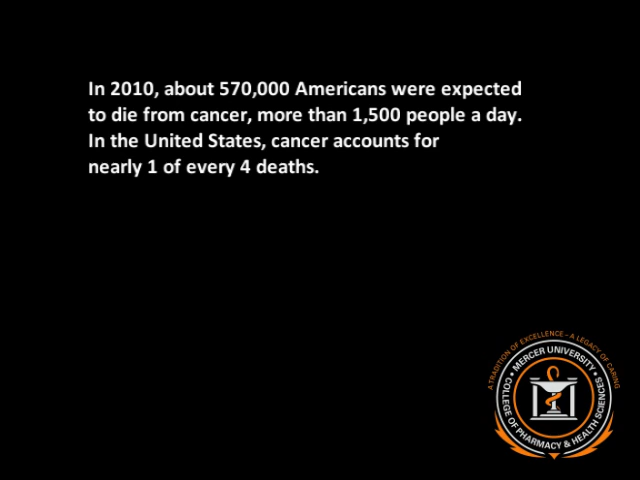 In 2010, about 570,000 Americans were expected
to die from cancer, more than 1,500 people a day.
In the United States, cancer accounts for
nearly 1 of every 4 deaths.
A TRADITION OF EXCELLENCE – A LEGACY OF CARING
• MERCER UNIVERSITY •
COLLEGE OF PHARMACY & HEALTH SCIENCES